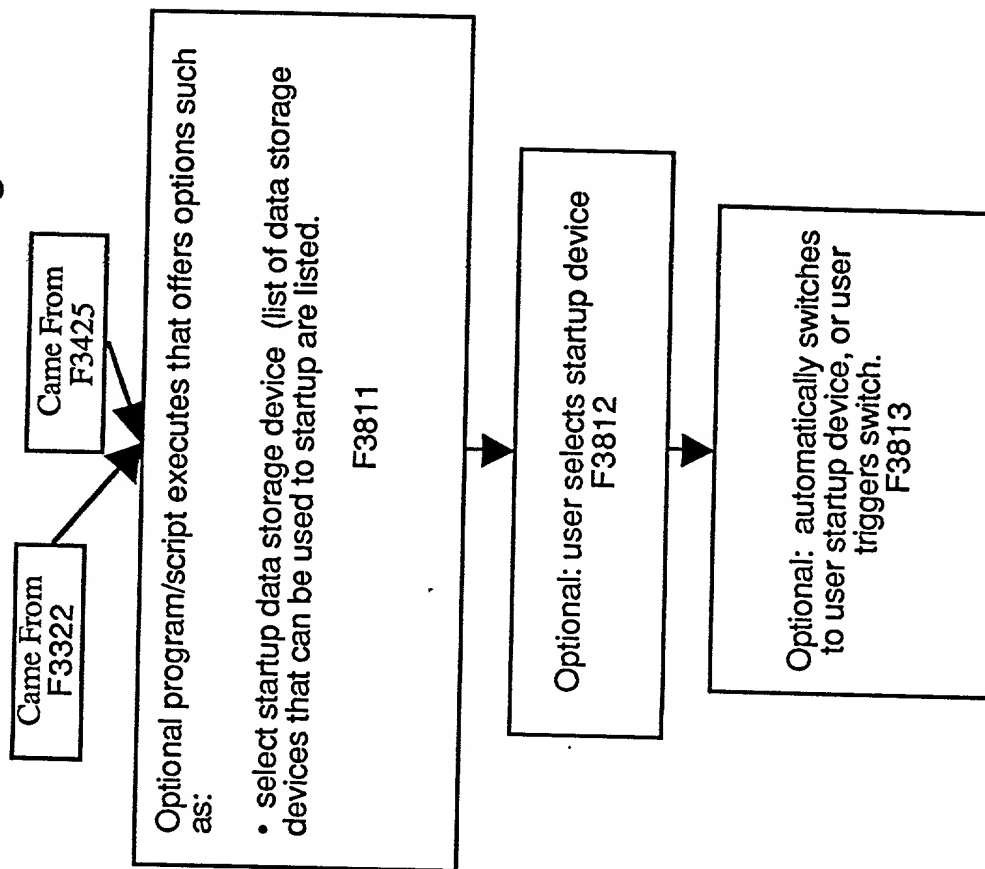 Came From
F3322
Came From
F3425
Optional program/script executes that offers options such
as:
• select startup data storage device (list of data storage
devices that can be used to startup are listed.
F3811
Optional: user selects startup device
F3812
Optional: automatically switches
to user startup device, or user
triggers switch.
F3813